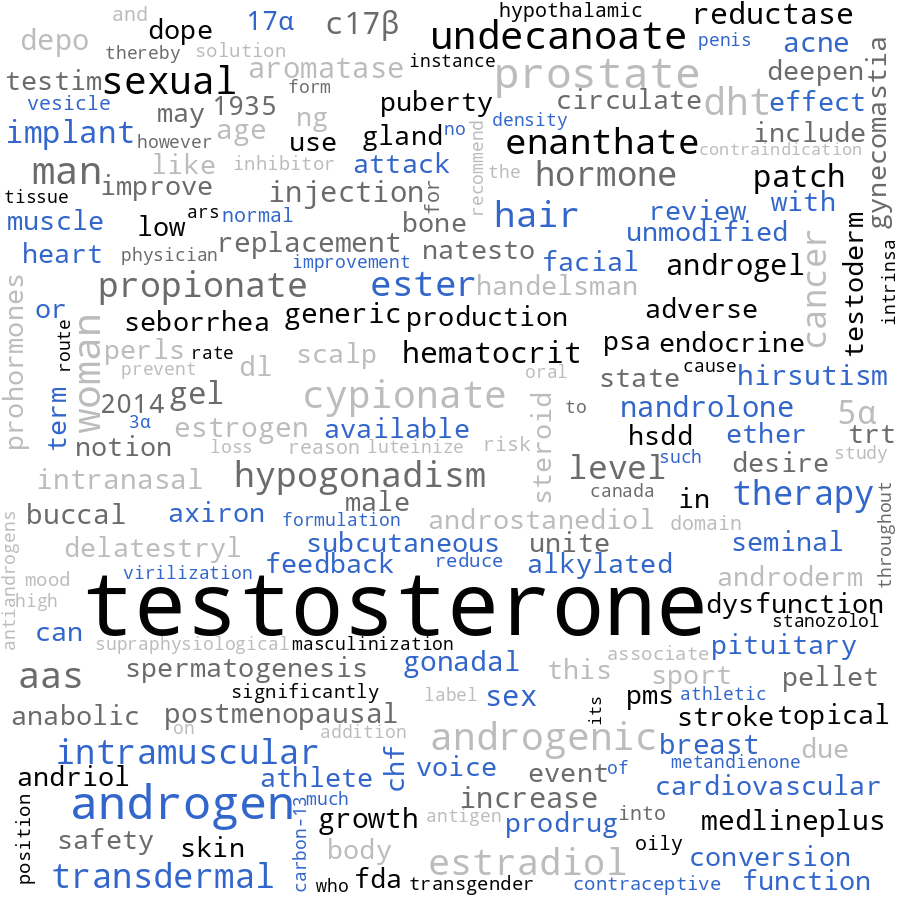 and
dope
17α
c17β
hypothalamic
reductase
depo
thereby
solution
undecanoate
penis
acne
testim
sexual
aromatase
instance
prostate
deepen
gynecomastia
vesicle
may
1935
form
ng
puberty
circulate
dht
effect
implant
however
age
use
gland
no
density
enanthate
include
contraindication
man
like
inhibitor
attack
recommend
the
hormone
patch
tissue
improve
injection
for
muscle
low
ars
normal
bone
hair
review
with
unmodified
heart
physician
replacement
natesto
improvement
facial
androgel
cancer
testoderm
intrinsa
prohormones
propionate
ester
handelsman
or
seborrhea
generic
production
adverse
route
woman
perls
rate
prevent
dl
scalp
hematocrit
psa
endocrine
oral
state
cause
hirsutism
term
2014
gel
cypionate
steroid
to
nandrolone
5α
3α
estrogen
available
hsdd
ether
trt
notion
loss
reason
luteinize
risk
such
study
intranasal
hypogonadism
level
desire
canada
in
therapy
throughout
buccal
axiron
male
formulation
androstanediol
domain
antiandrogens
delatestryl
subcutaneous
unite
seminal
mood
virilization
feedback
reduce
alkylated
androderm
high
testosterone
dysfunction
stanozolol
can
supraphysiological
masculinization
associate
pituitary
aas
spermatogenesis
gonadal
this
sport
pellet
significantly
label
sex
its
pms
athletic
anabolic
postmenopausal
on
addition
androgenic
stroke
topical
intramuscular
chf
breast
due
andriol
athlete
voice
event
of
metandienone
cardiovascular
position
androgen
carbon-13
much
growth
antigen
increase
prodrug
into
medlineplus
safety
skin
body
estradiol
oily
conversion
transdermal
who
fda
transgender
contraceptive
function